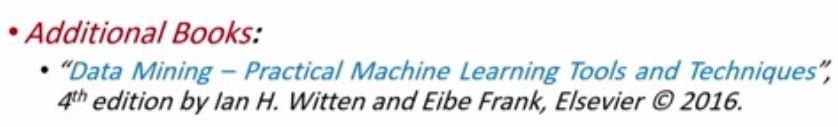 • Additional Books:
• “Data Mining – Practical Machine Learning Tools and Techniques”,
4th edition by Ian H. Witten and Eibe Frank, Elsevier © 2016.